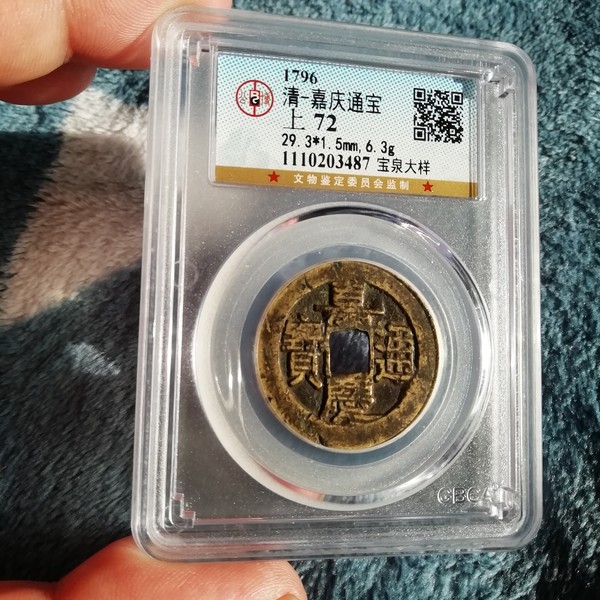 1796
清-嘉庆通宝
上 72
29.3*1.5mm,6.3g
1110203487 宝泉大样
文物鉴定委员会监制
嘉
寶 通
慶
CBCA